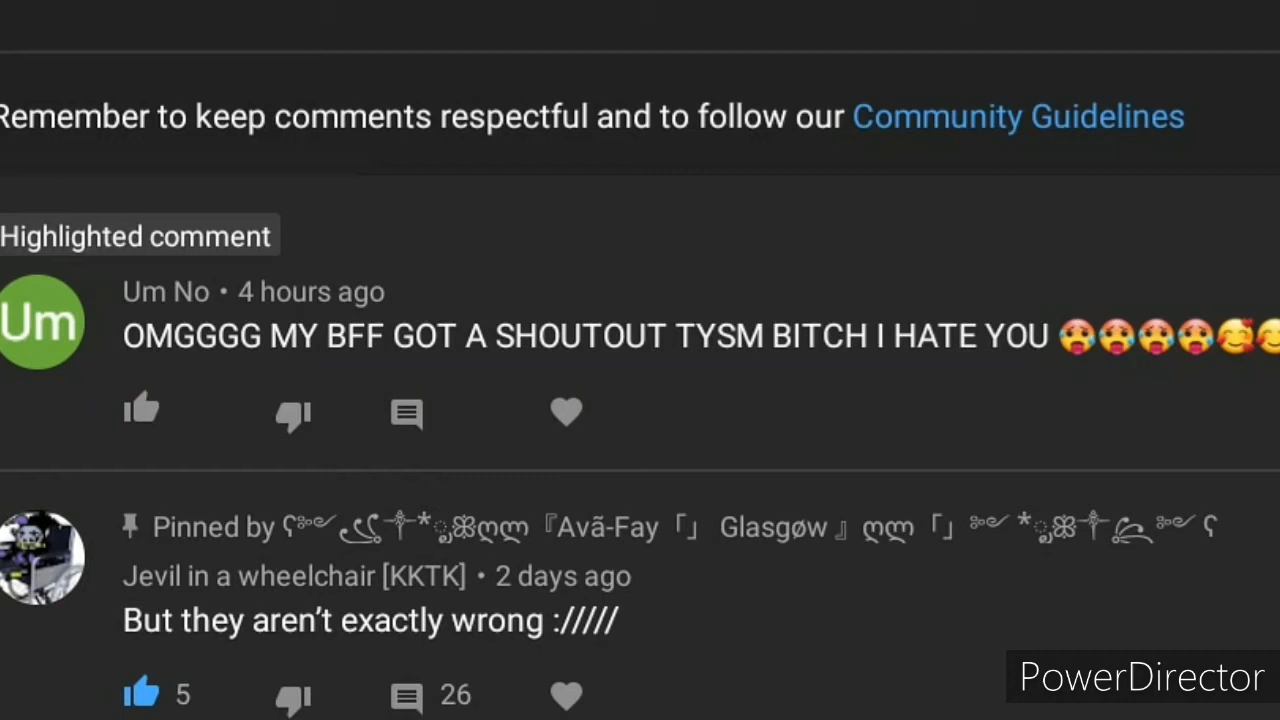 Remember to keep comments respectful and to follow our Community Guidelines
Highlighted comment
Um
Um No • 4 hours ago
OMGGGG MY BFF GOT A SHOUTOUT TYSM BITCH I HATE YOU 🥵🥵🥵🥵🥰🥰
Pinned by 『Avã-Fay「」 Glasgøw 』ღღ「」
Jevil in a wheelchair [KKTK] • 2 days ago
But they aren't exactly wrong ://///
5 26
PowerDirector